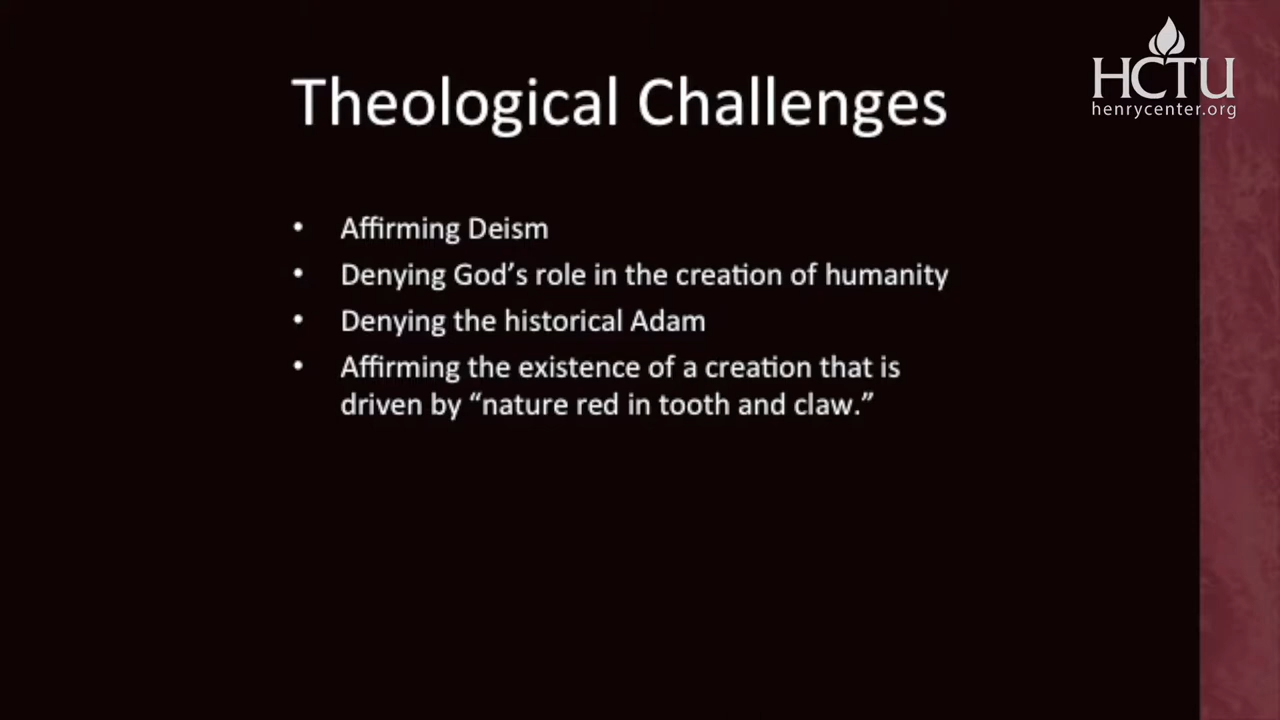 HCTU
henrycenter.org
Theological Challenges
• Affirming Deism
• Denying God’s role in the creation of humanity
• Denying the historical Adam
• Affirming the existence of a creation that is
driven by “nature red in tooth and claw.”